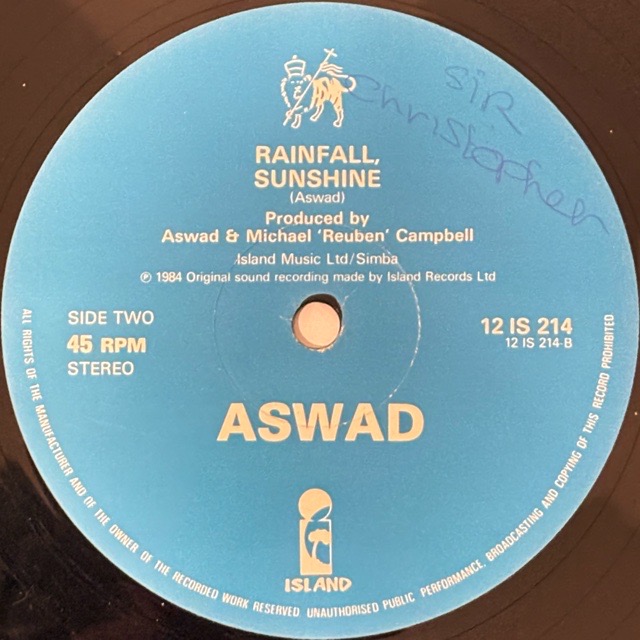 SIR
Christopher
RAINFALL,
SUNSHINE
(Aswad)
Produced by
Aswad & Michael 'Reuben' Campbell
Island Music Ltd/Simba
℗ 1984 Original sound recording made by Island Records Ltd
SIDE TWO
45 RPM
STEREO
12 IS 214
12 IS 214-B
ASWAD
ISLAND
ALL RIGHTS OF THE MANUFACTURER AND OF THE OWNER OF THE RECORDED WORK RESERVED. UNAUTHORISED PUBLIC PERFORMANCE, BROADCASTING AND COPYING OF THIS RECORD PROHIBITED